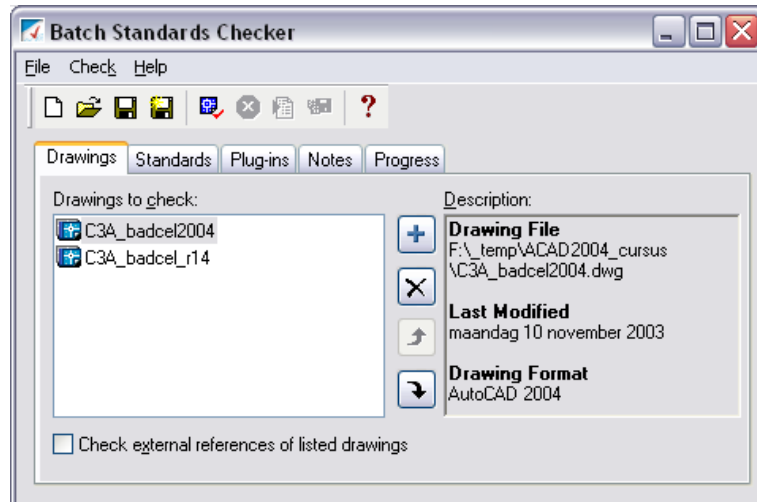 Batch Standards Checker
File Check Help
Drawings Standards Plug-ins Notes Progress
Drawings to check:
C3A_badcel2004
C3A_badcel_r14
Description:
Drawing File
F:\_temp\ACAD2004_cursus
\C3A_badcel2004.dwg
Last Modified
maandag 10 november 2003
Drawing Format
AutoCAD 2004
Check external references of listed drawings